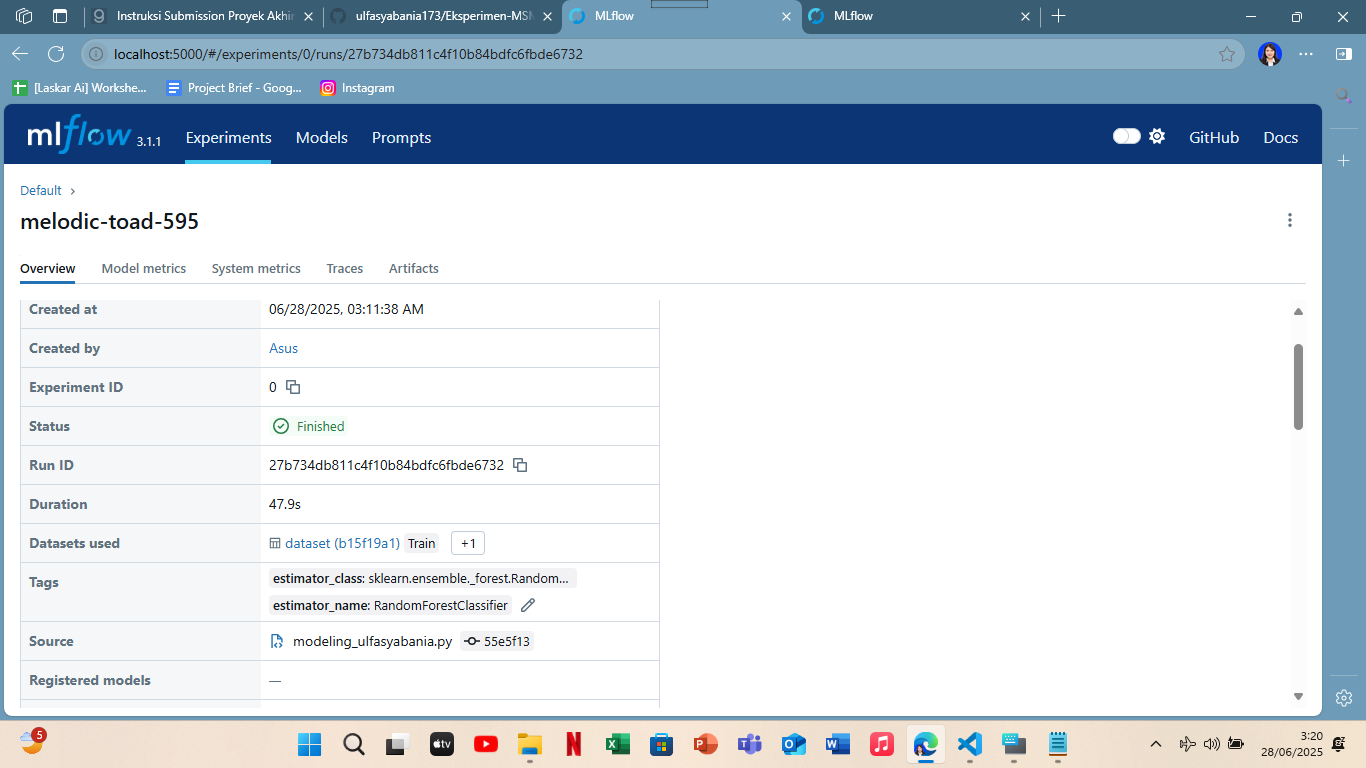 Instruksi Submission Proyek Akhir
ulfasyabania173/Eksperimen-MSM
MLflow
MLflow
localhost:5000/#/experiments/0/runs/27b734db811c4f10b84bdfc6fbde6732
[Laskar Ai] Workshe...
Project Brief - Goog...
Instagram
mlflow 3.1.1
Experiments
Models
Prompts
GitHub
Docs
Default
melodic-toad-595
Overview
Model metrics
System metrics
Traces
Artifacts
Created at 06/28/2025, 03:11:38 AM
Created by Asus
Experiment ID 0
Status Finished
Run ID 27b734db811c4f10b84bdfc6fbde6732
Duration 47.9s
Datasets used dataset (b15f19a1) Train +1
Tags estimator_class: sklearn.ensemble._forest.Random...
estimator_name: RandomForestClassifier
Source modeling_ulfasyabania.py 55e5f13
Registered models —
5
tv
3:20
28/06/2025